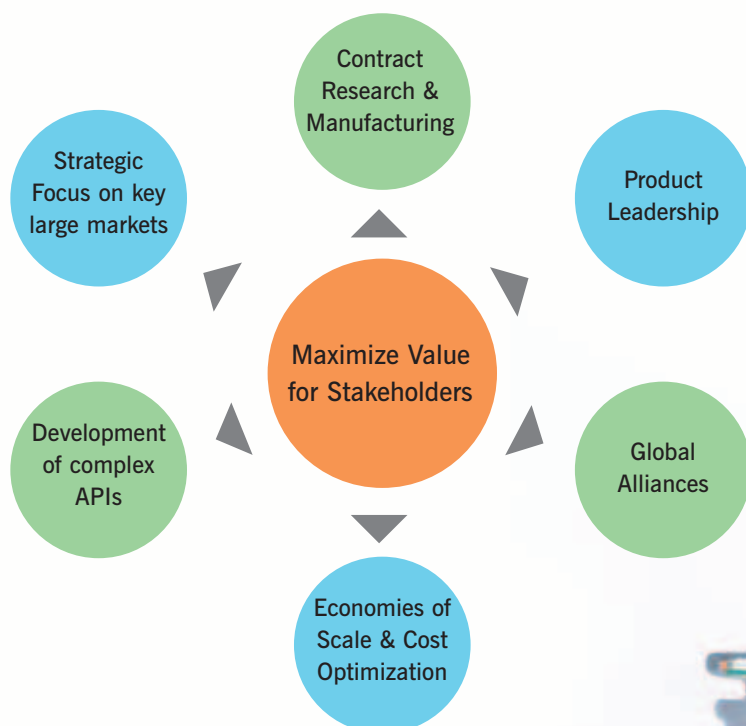 Contract
Research &
Manufacturing
Strategic
Focus on key
large markets
Product
Leadership
Maximize Value
for Stakeholders
Development
of complex
APIs
Global
Alliances
Economies of
Scale & Cost
Optimization